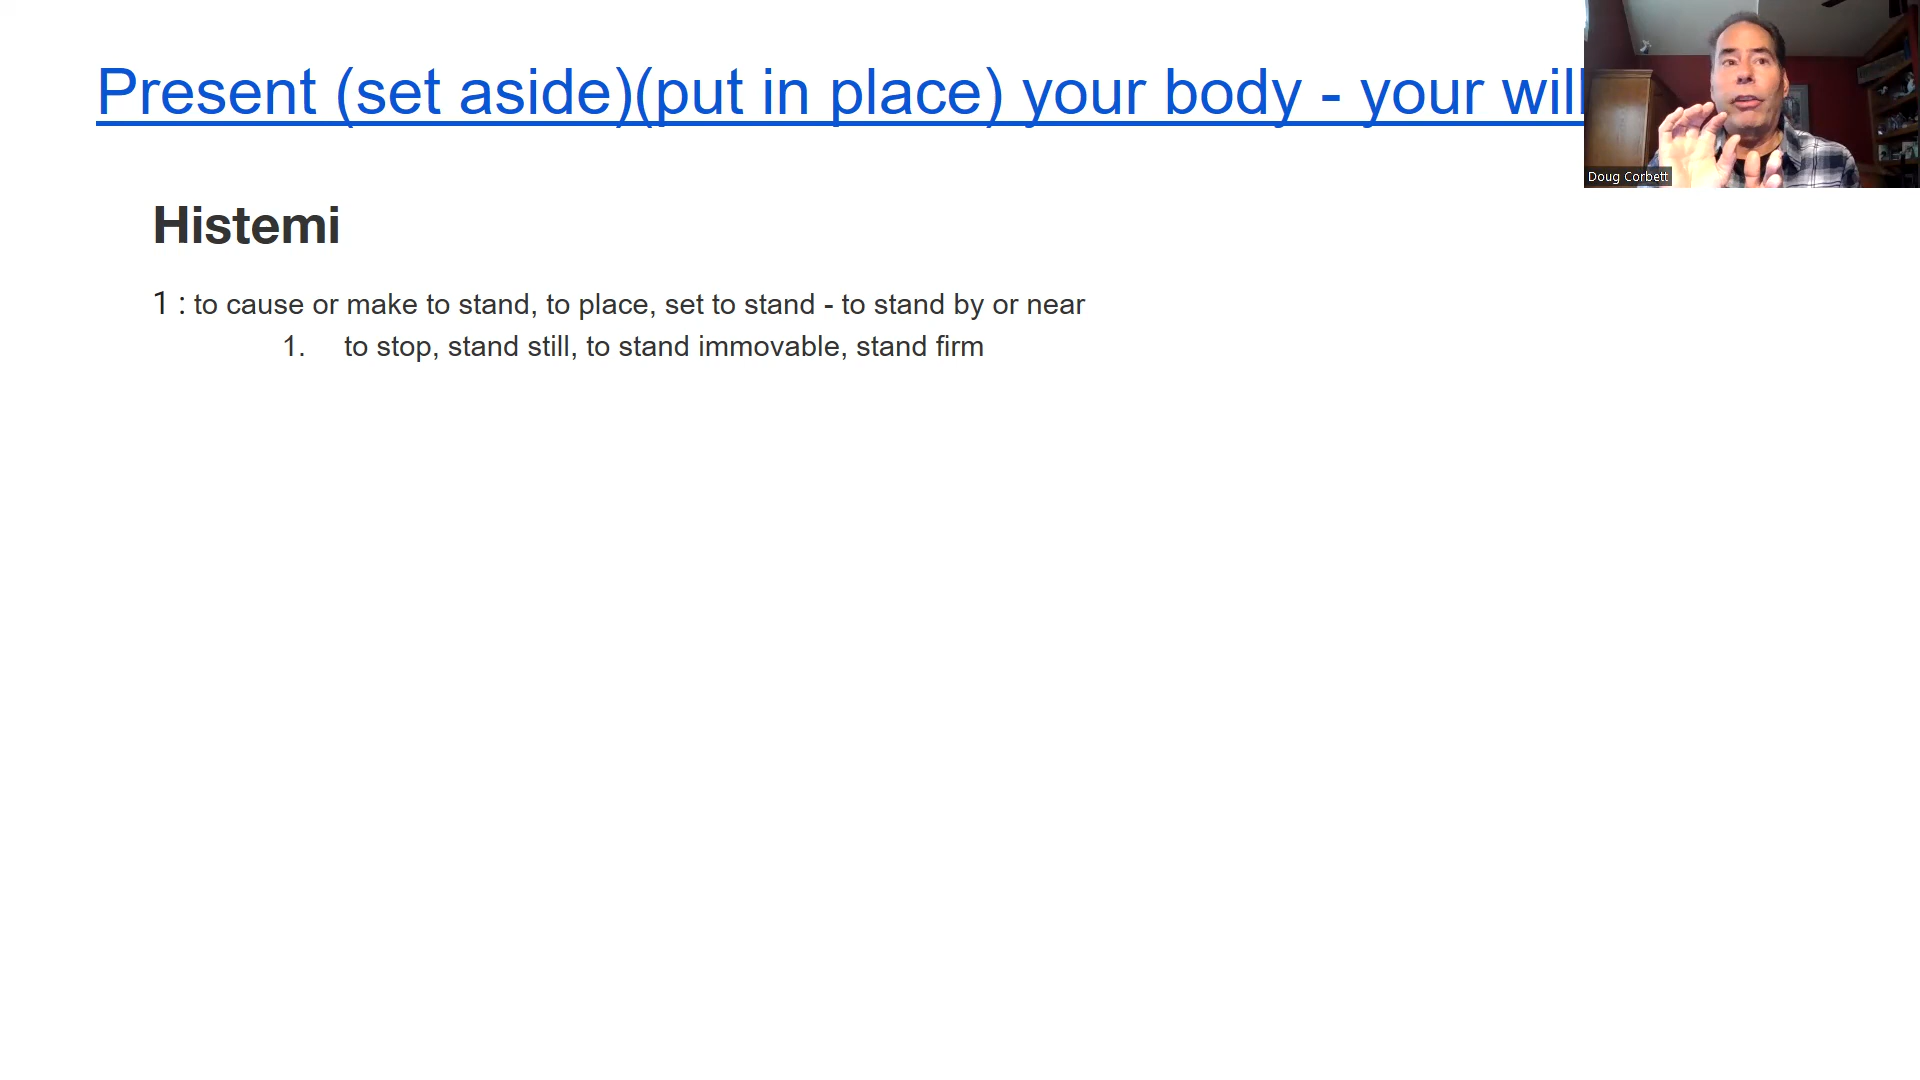 Present (set aside)(put in place) your body - your will
Doug Corbett
Histemi
1 : to cause or make to stand, to place, set to stand - to stand by or near
1. to stop, stand still, to stand immovable, stand firm